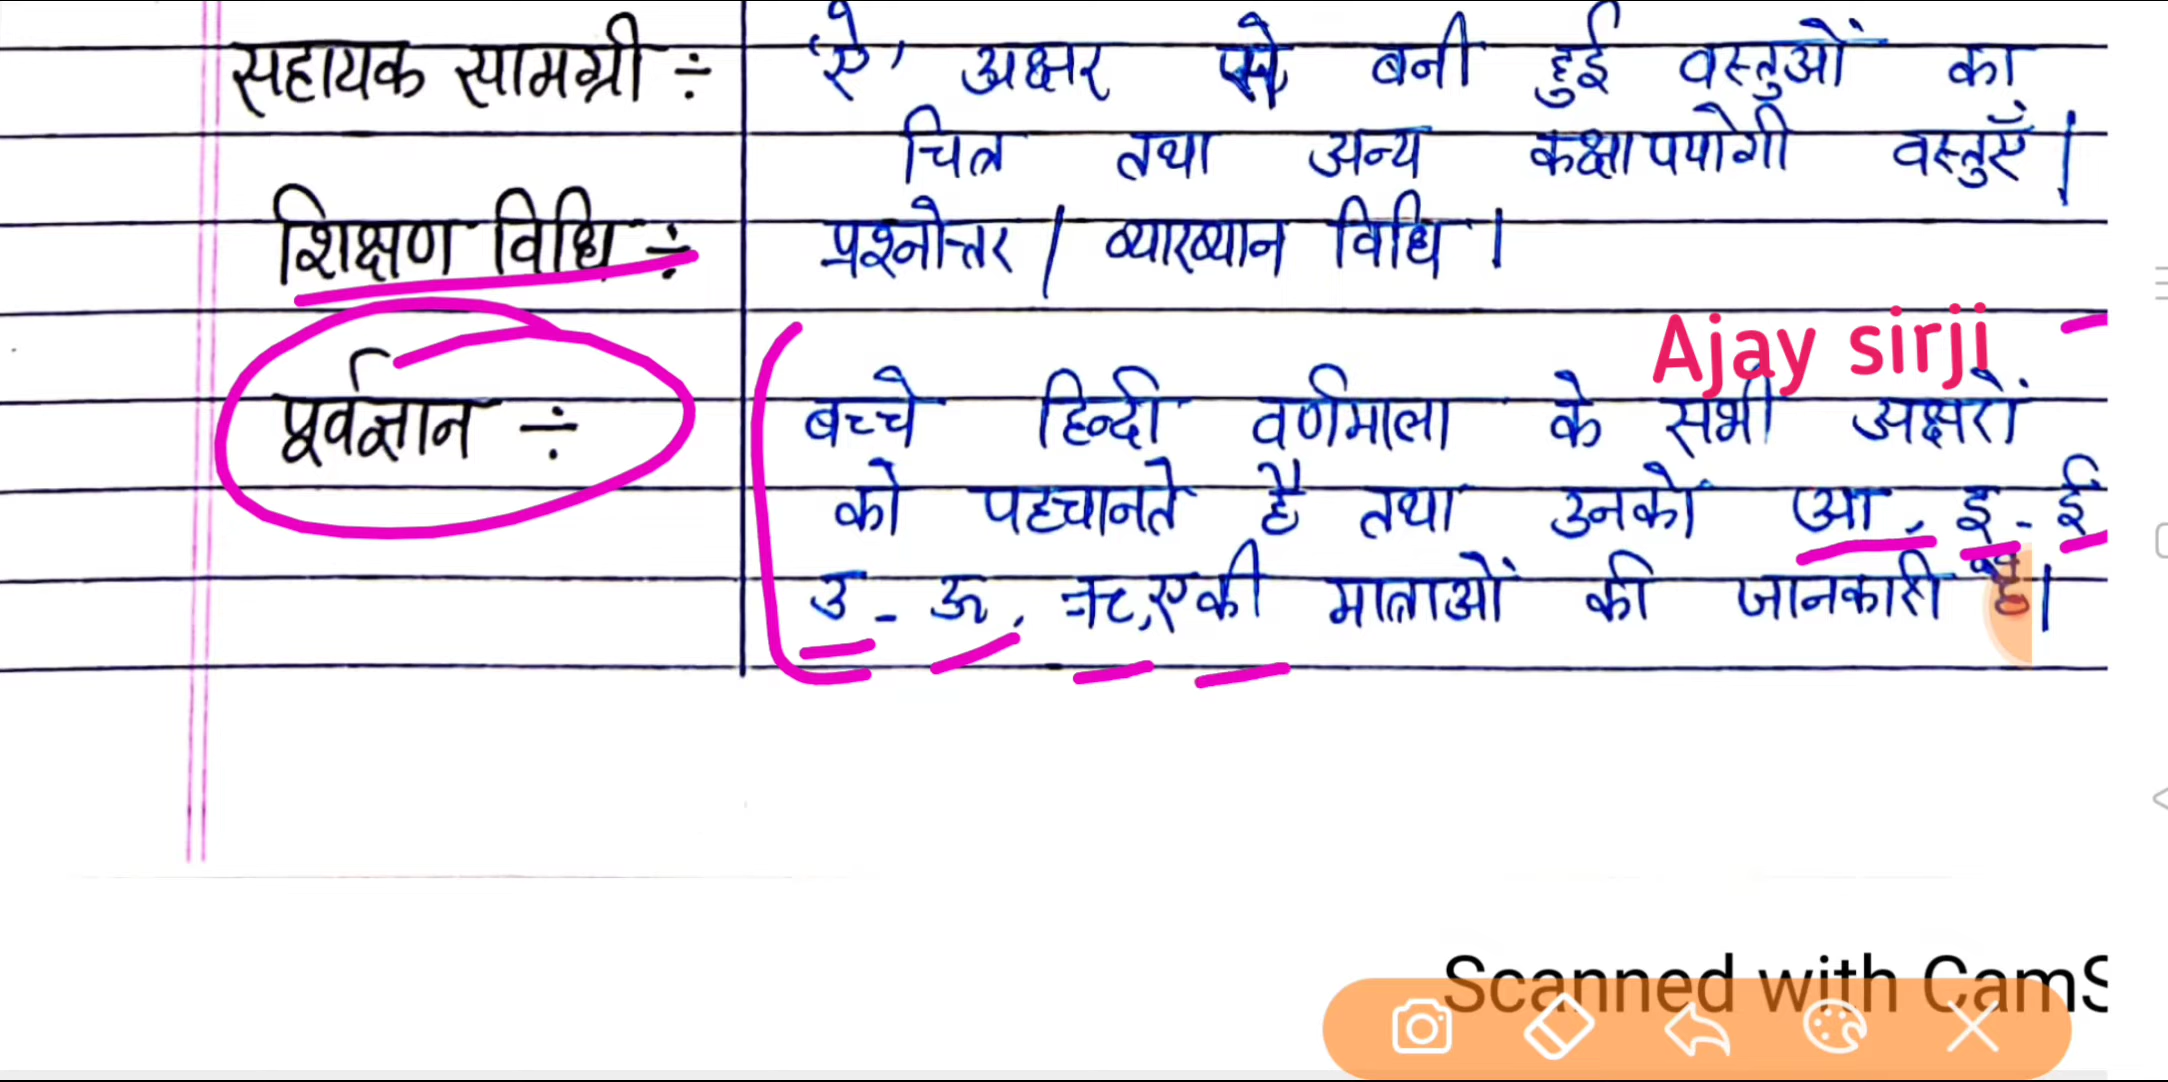 सहायक सामग्री ÷ 'ऐ' अक्षर से बनी हुई वस्तुओं का
चित्र तथा अन्य कक्षापयोगी वस्तुएँ।
शिक्षण विधि ÷ प्रश्नोत्तर / व्याख्यान विधि।
Ajay sirji
पूर्वज्ञान ÷ बच्चे हिन्दी वर्णमाला के सभी अक्षरों
को पहचानते है तथा उनको आ, इ - ई
उ - ऊ, ऋ, ए की मात्राओं की जानकारी है।
Scanned with CamS